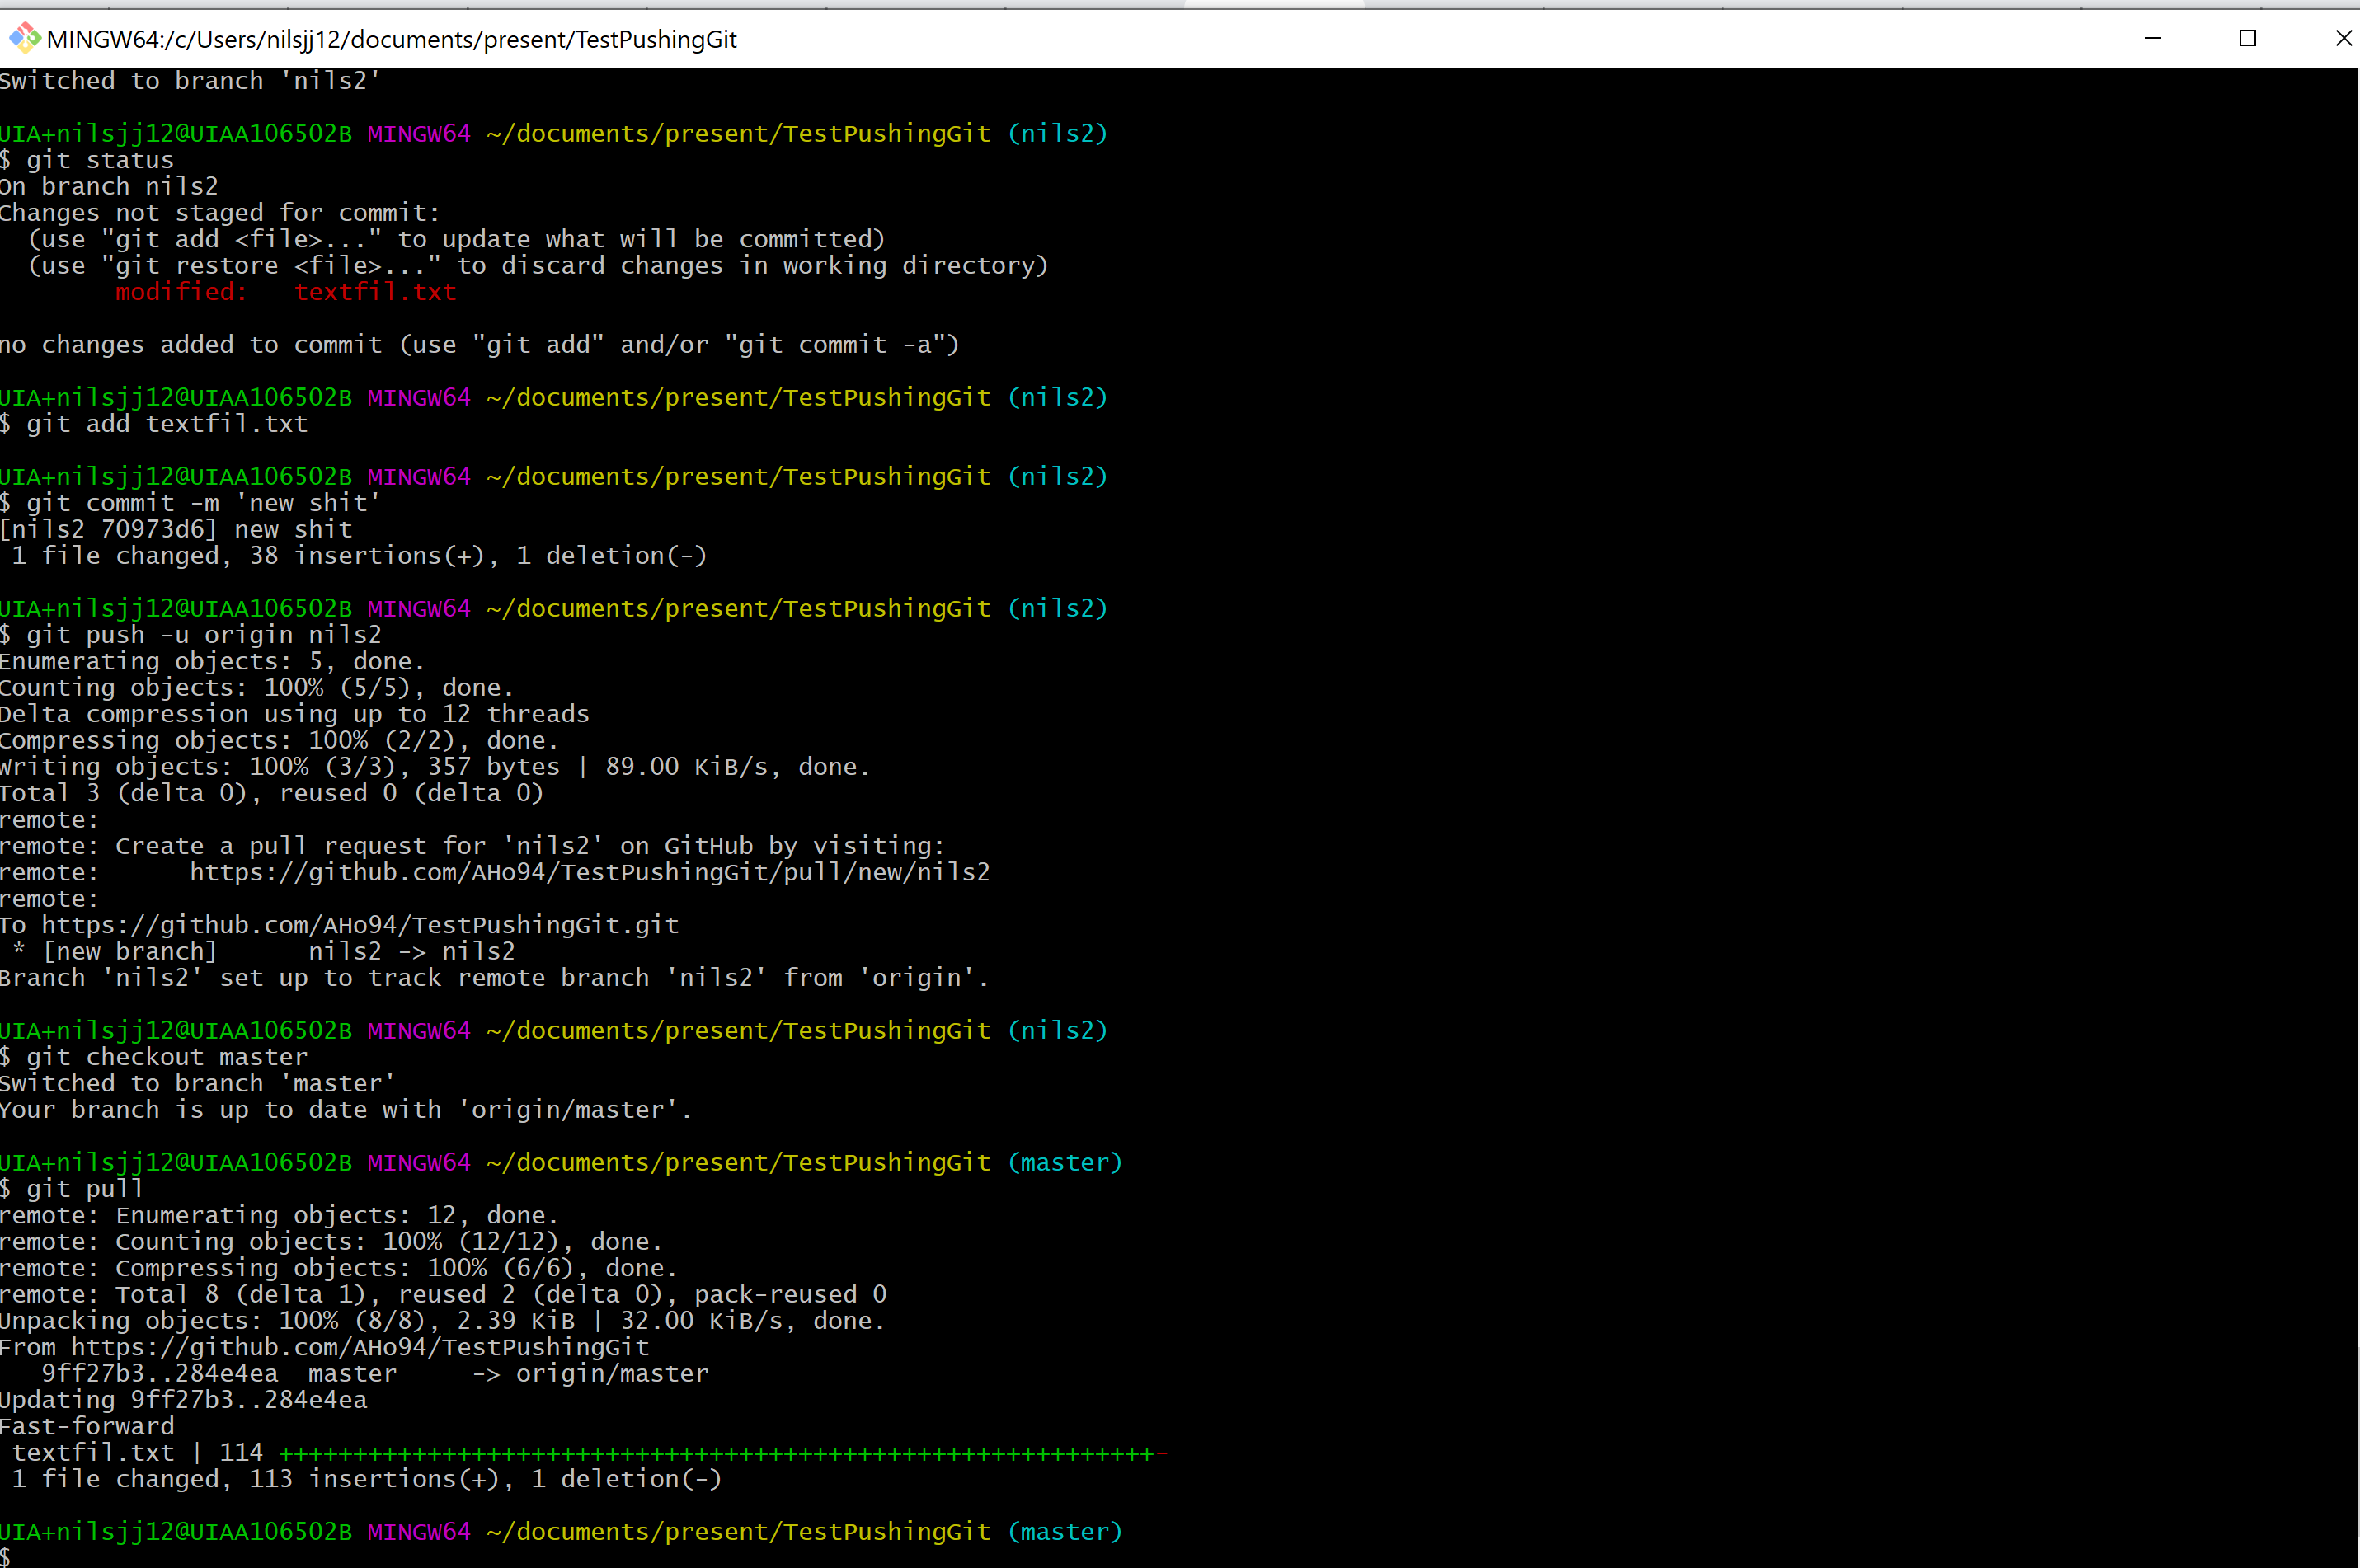 MINGW64:/c/Users/nilsjj12/documents/present/TestPushingGit
Switched to branch 'nils2'
UIA+nilsjj12@UIAA106502B MINGW64 ~/documents/present/TestPushingGit (nils2)
$ git status
On branch nils2
Changes not staged for commit:
  (use "git add <file>..." to update what will be committed)
  (use "git restore <file>..." to discard changes in working directory)
        modified:   textfil.txt
no changes added to commit (use "git add" and/or "git commit -a")
UIA+nilsjj12@UIAA106502B MINGW64 ~/documents/present/TestPushingGit (nils2)
$ git add textfil.txt
UIA+nilsjj12@UIAA106502B MINGW64 ~/documents/present/TestPushingGit (nils2)
$ git commit -m 'new shit'
[nils2 70973d6] new shit
 1 file changed, 38 insertions(+), 1 deletion(-)
UIA+nilsjj12@UIAA106502B MINGW64 ~/documents/present/TestPushingGit (nils2)
$ git push -u origin nils2
Enumerating objects: 5, done.
Counting objects: 100% (5/5), done.
Delta compression using up to 12 threads
Compressing objects: 100% (2/2), done.
Writing objects: 100% (3/3), 357 bytes | 89.00 KiB/s, done.
Total 3 (delta 0), reused 0 (delta 0)
remote:
remote: Create a pull request for 'nils2' on GitHub by visiting:
remote:      https://github.com/AHo94/TestPushingGit/pull/new/nils2
remote:
To https://github.com/AHo94/TestPushingGit.git
 * [new branch]      nils2 -> nils2
Branch 'nils2' set up to track remote branch 'nils2' from 'origin'.
UIA+nilsjj12@UIAA106502B MINGW64 ~/documents/present/TestPushingGit (nils2)
$ git checkout master
Switched to branch 'master'
Your branch is up to date with 'origin/master'.
UIA+nilsjj12@UIAA106502B MINGW64 ~/documents/present/TestPushingGit (master)
$ git pull
remote: Enumerating objects: 12, done.
remote: Counting objects: 100% (12/12), done.
remote: Compressing objects: 100% (6/6), done.
remote: Total 8 (delta 1), reused 2 (delta 0), pack-reused 0
Unpacking objects: 100% (8/8), 2.39 KiB | 32.00 KiB/s, done.
From https://github.com/AHo94/TestPushingGit
   9ff27b3..284e4ea  master     -> origin/master
Updating 9ff27b3..284e4ea
Fast-forward
 textfil.txt | 114 +++++++++++++++++++++++++++++++++++++++++++++++++++++++++++-
 1 file changed, 113 insertions(+), 1 deletion(-)
UIA+nilsjj12@UIAA106502B MINGW64 ~/documents/present/TestPushingGit (master)
$